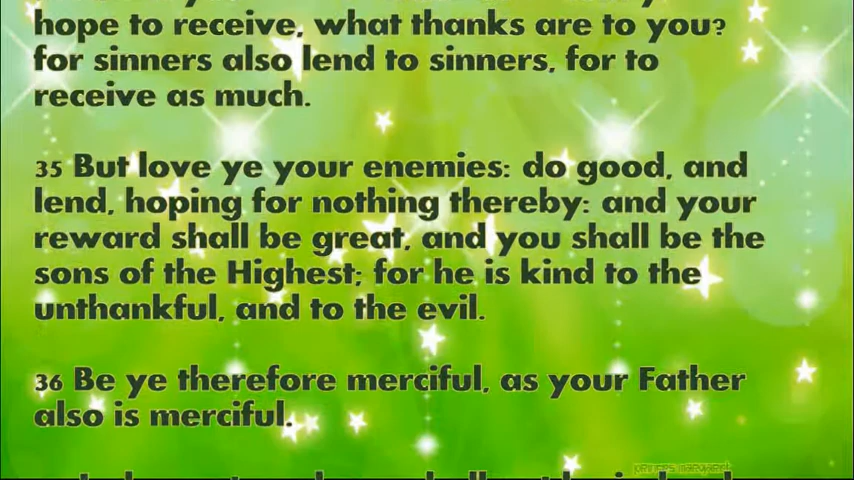 hope to receive, what thanks are to you?
for sinners also lend to sinners, for to
receive as much.
35 But love ye your enemies: do good, and
lend, hoping for nothing thereby: and your
reward shall be great, and you shall be the
sons of the Highest; for he is kind to the
unthankful, and to the evil.
36 Be ye therefore merciful, as your Father
also is merciful.